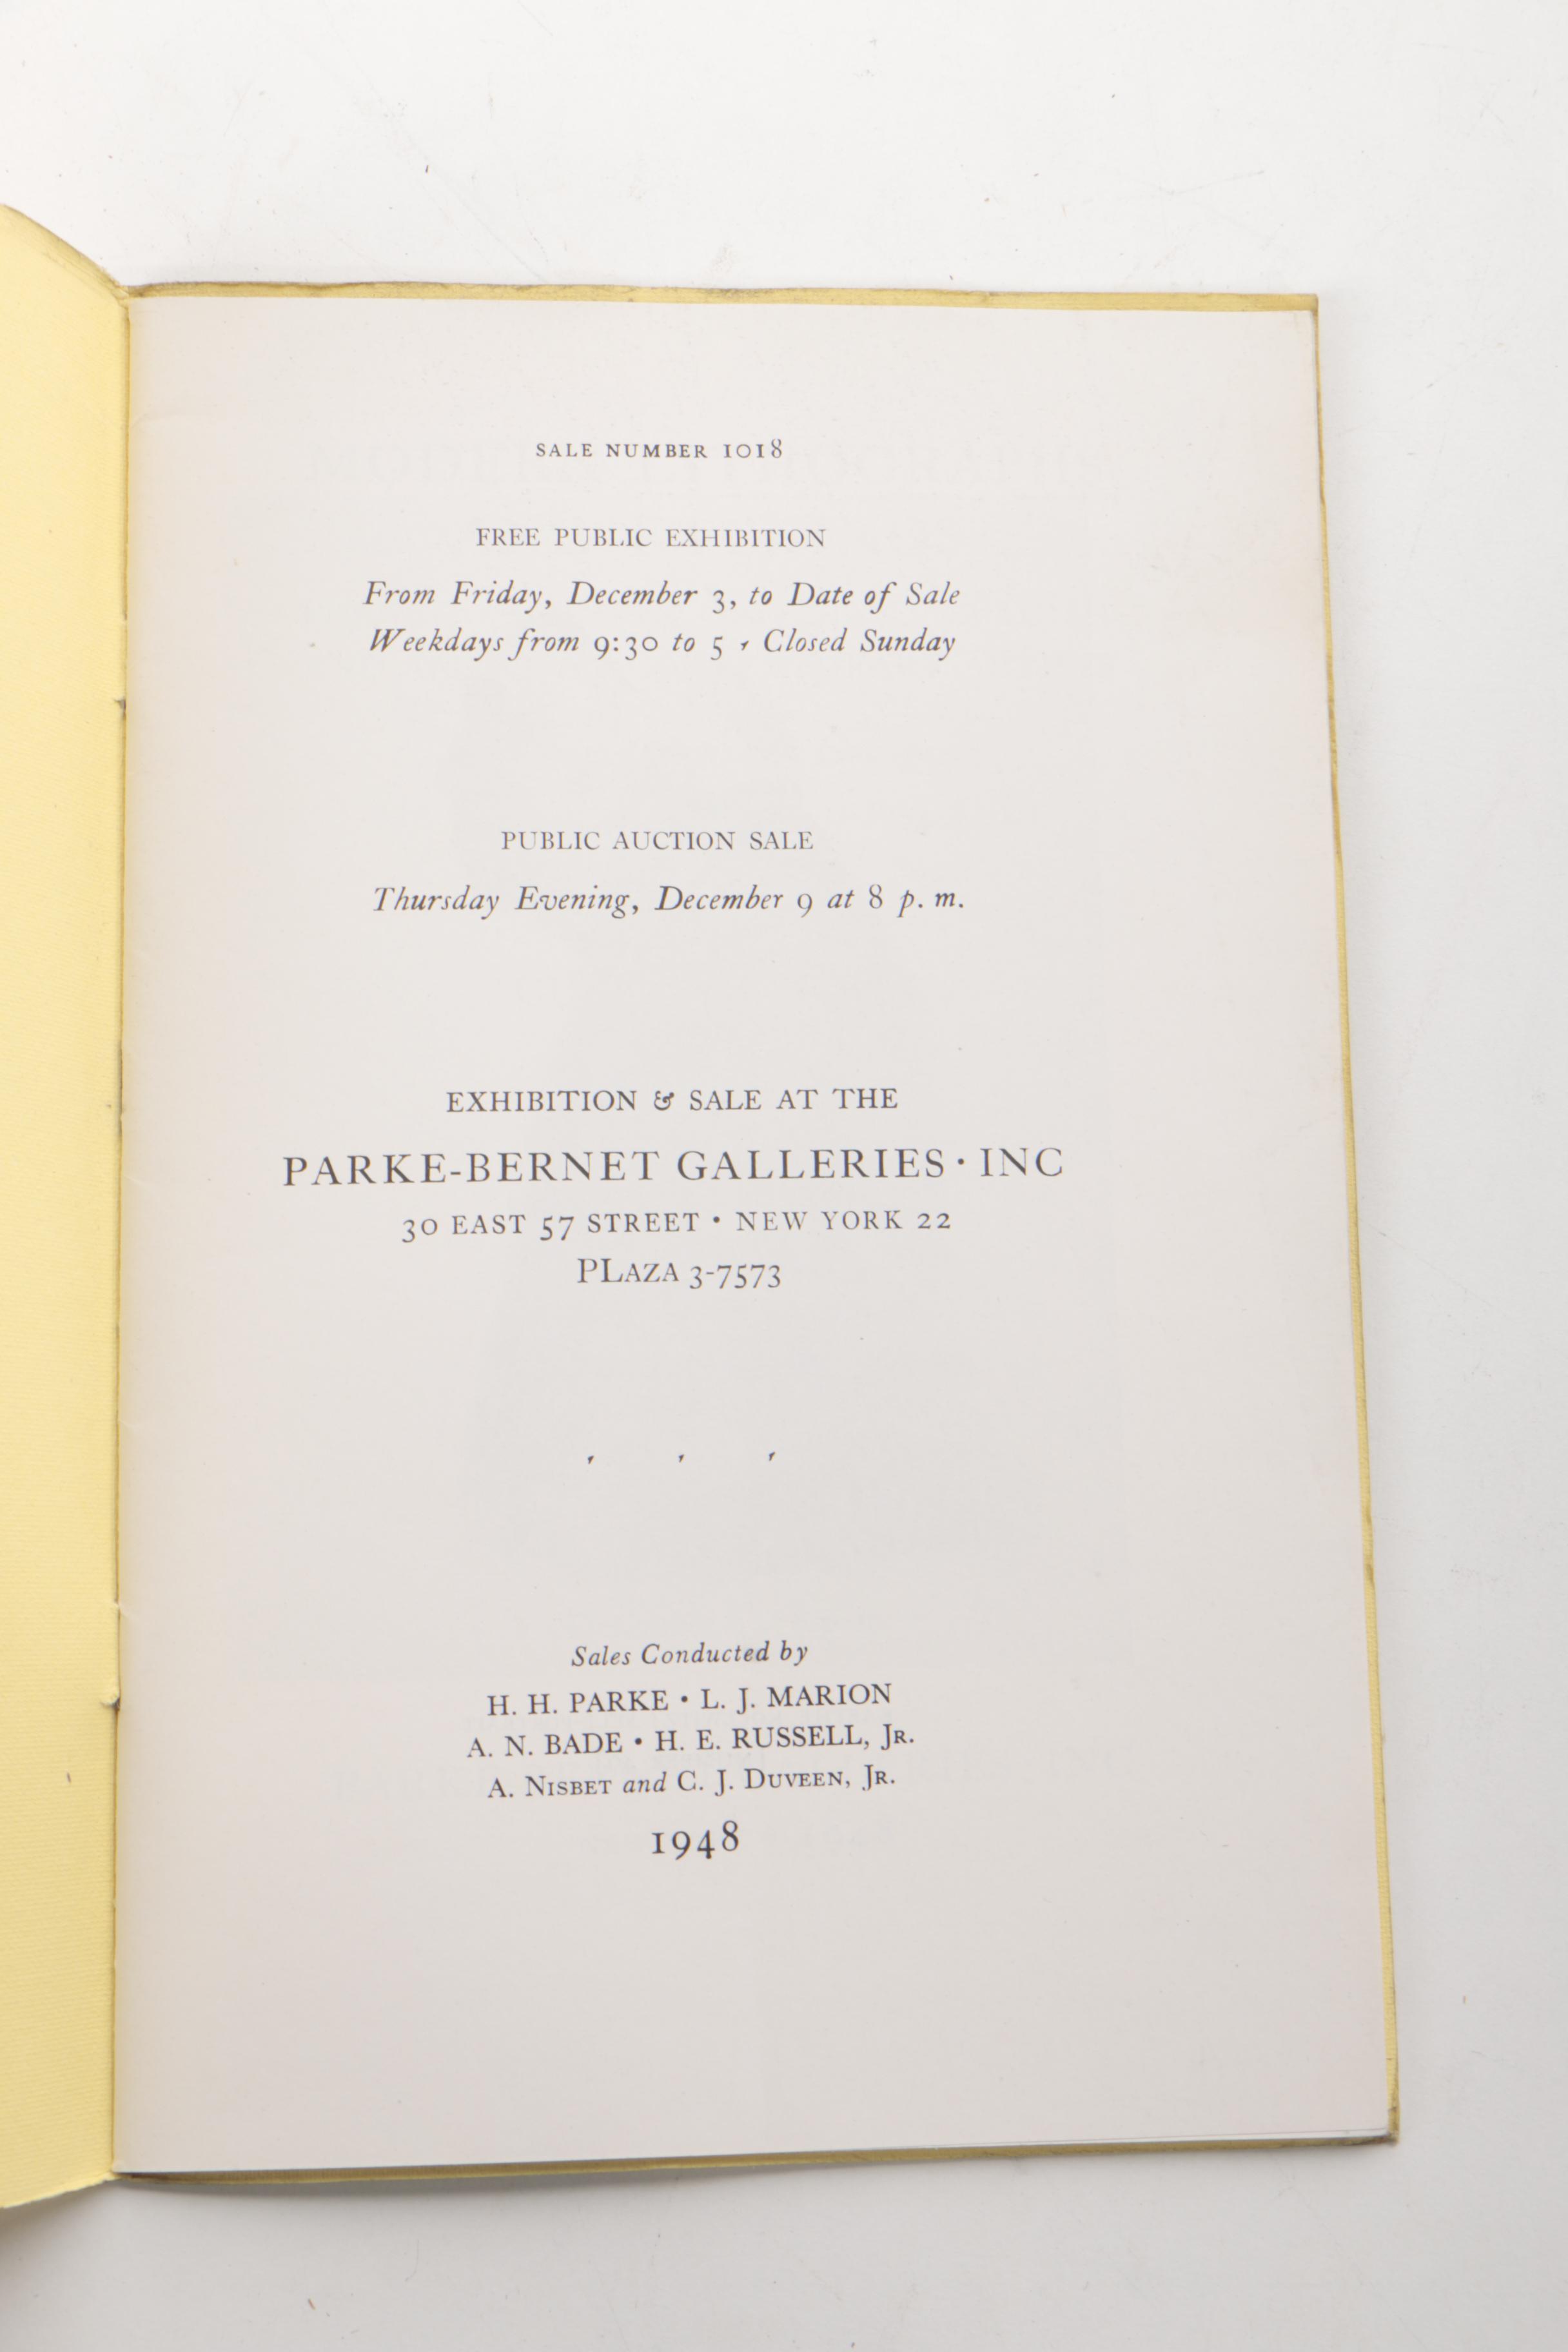 SALE NUMBER 1018
FREE PUBLIC EXHIBITION
From Friday, December 3, to Date of Sale
Weekdays from 9:30 to 5 , Closed Sunday
PUBLIC AUCTION SALE
Thursday Evening, December 9 at 8 p. m.
EXHIBITION & SALE AT THE
PARKE-BERNET GALLERIES · INC
30 EAST 57 STREET • NEW YORK 22
PLAZA 3-7573
, , ,
Sales Conducted by
H. H. PARKE • L. J. MARION
A. N. BADE • H. E. RUSSELL, JR.
A. NISBET and C. J. DUVEEN, JR.
1948